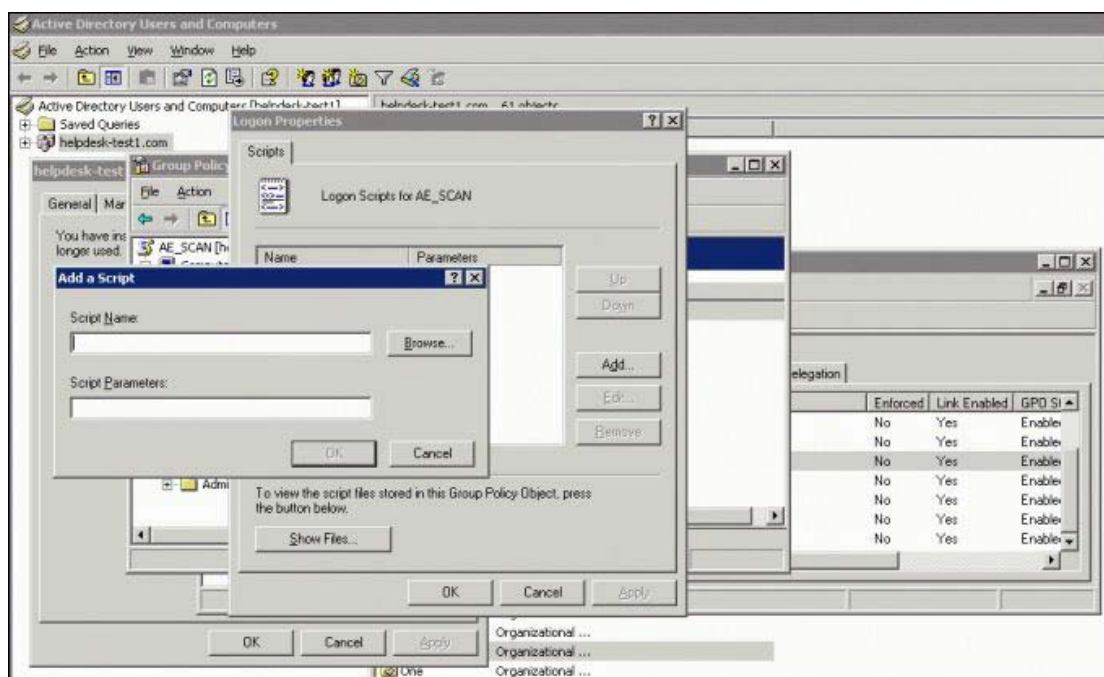 Active Directory Users and Computers
File Action View Window Help
Active Directory Users and Computers [helpdesk-test1]
helpdesk-test1.com 61 objects
Saved Queries
helpdesk-test1.com
Logon Properties
Scripts
Logon Scripts for AE_SCAN
Name Parameters
Up
Down
Add...
Edit...
Remove
To view the script files stored in this Group Policy Object, press
the button below.
Show Files...
OK Cancel Apply
helpdesk-test
General Mar
You have ins
longer used.
Group Policy
File Action
AE_SCAN [h
Add a Script
Script Name:
Browse...
Script Parameters:
OK Cancel
Admi
elegation
Enforced Link Enabled GPO St
No Yes Enable
No Yes Enable
No Yes Enable
No Yes Enable
No Yes Enable
No Yes Enable
No Yes Enable
OK Cancel Apply
Organizational ...
Organizational ...
One Organizational ...